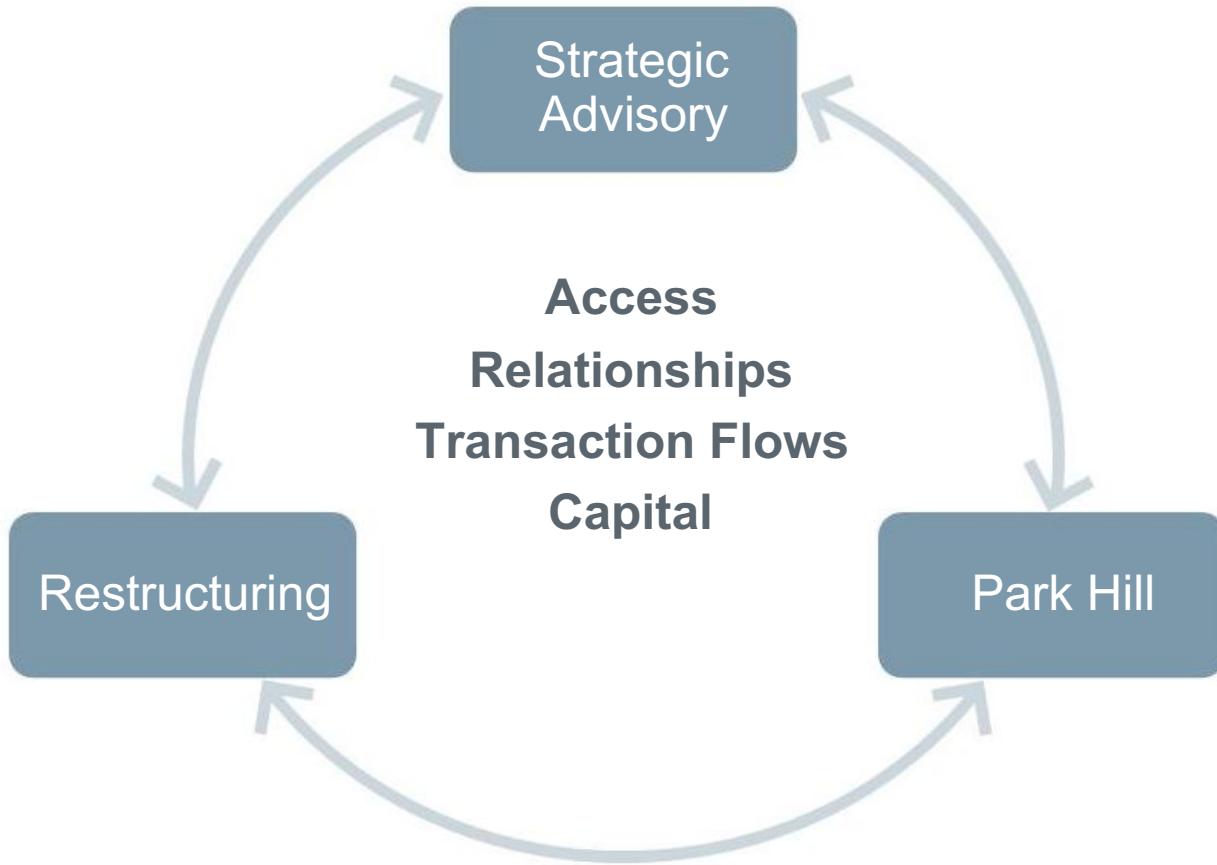 Strategic
Advisory
Access
Relationships
Transaction Flows
Capital
Restructuring
Park Hill